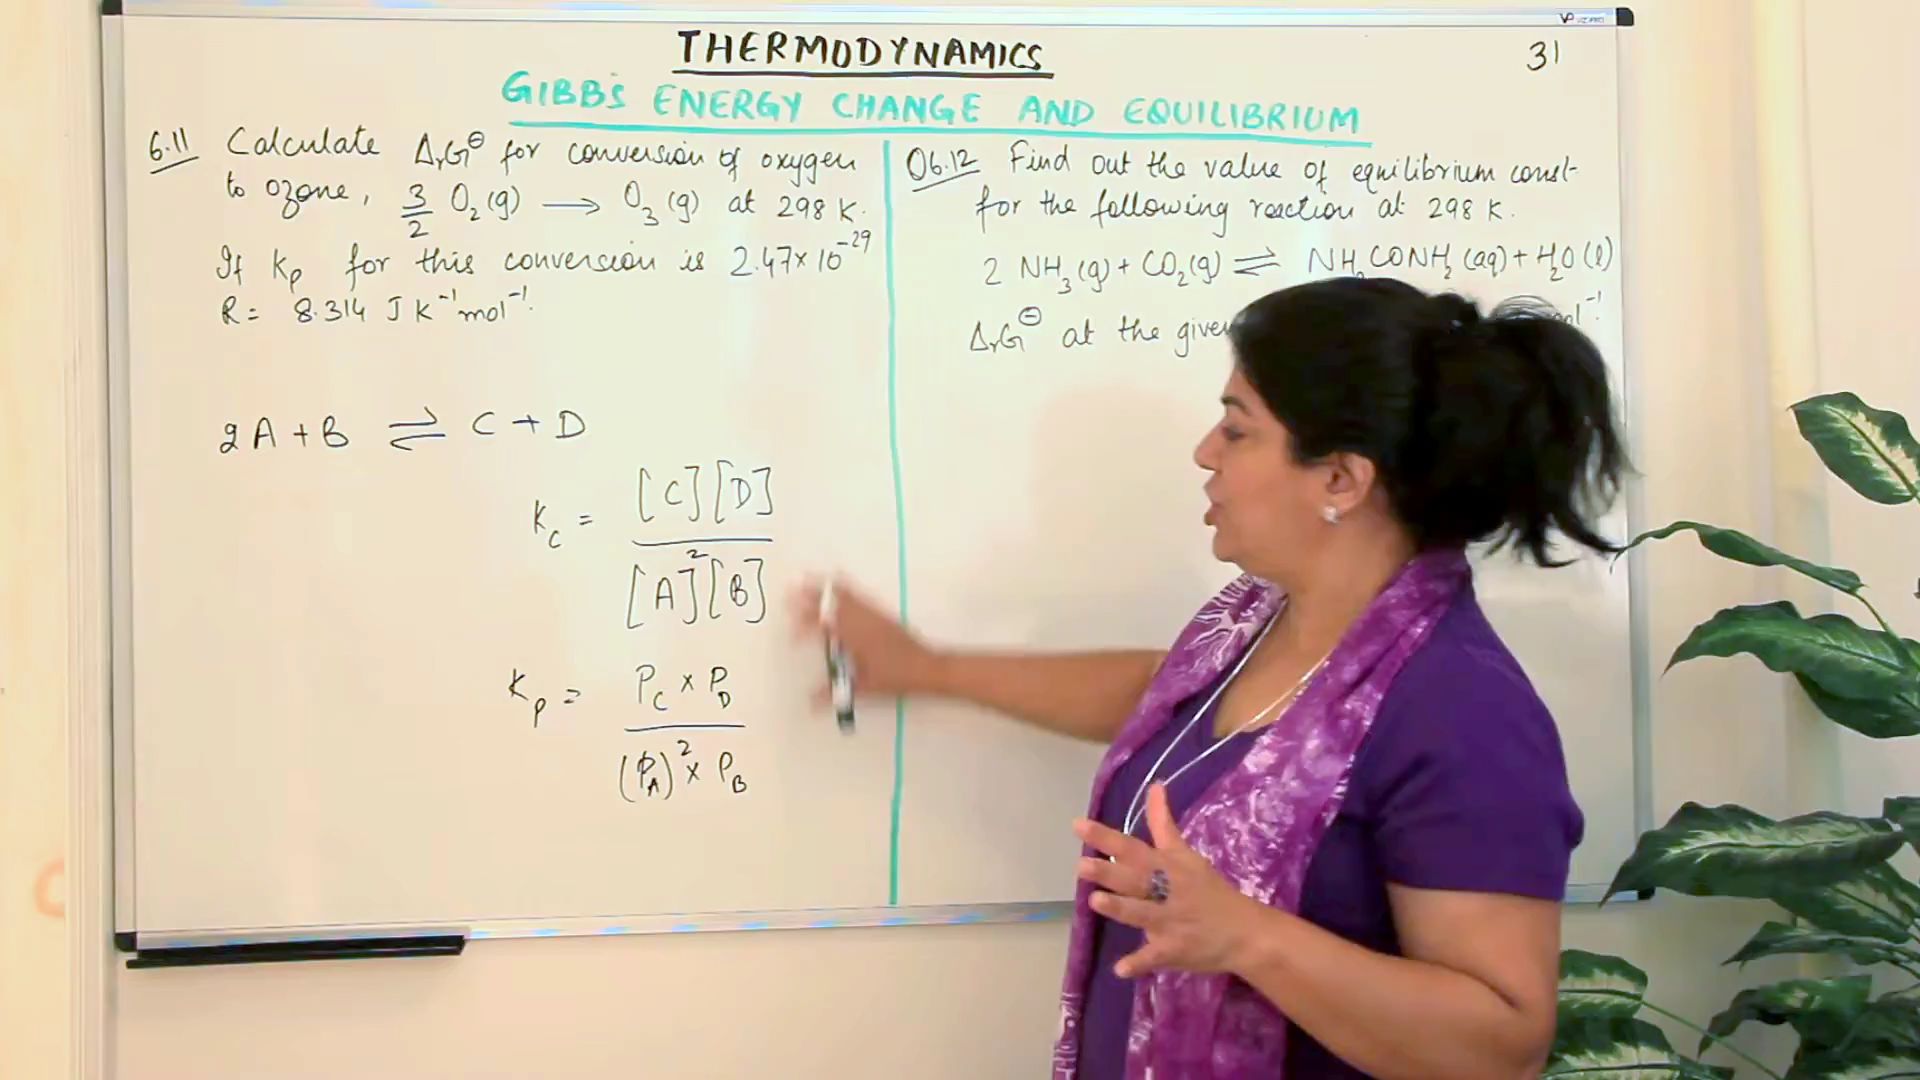 THERMODYNAMICS
31
GIBB'S ENERGY CHANGE AND EQUILIBRIUM
6.11 Calculate ΔrG⊖ for conversion of oxygen
to ozone, 3/2 O₂(g) ⟶ O₃(g) at 298 K.
If Kp for this conversion is 2.47×10⁻²⁹
R = 8.314 J K⁻¹ mol⁻¹.
2A + B ⇌ C + D
Kc = [C][D] / [A]²[B]
Kp = PC × PD / (PA)² × PB
Q6.12 Find out the value of equilibrium const-
for the following reaction at 298 K.
2 NH₃(g) + CO₂(g) ⇌ NH₂CONH₂(aq) + H₂O(l)
ΔrG⊖ at the given mol⁻¹.